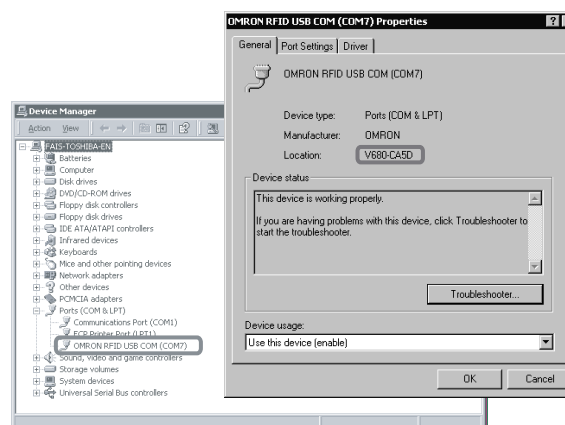 OMRON RFID USB COM (COM7) Properties
General
Port Settings
Driver
OMRON RFID USB COM (COM7)
Device type: Ports (COM & LPT)
Manufacturer: OMRON
Location: V680-CA5D
Device status
This device is working properly.
If you are having problems with this device, click Troubleshooter to
start the troubleshooter.
Troubleshooter...
Device usage:
Use this device (enable)
OK
Cancel
Device Manager
Action View
FAIS-TOSHIBA-EN
Batteries
Computer
Disk drives
DVD/CD-ROM drives
Floppy disk controllers
Floppy disk drives
IDE ATA/ATAPI controllers
Infrared devices
Keyboards
Mice and other pointing devices
Network adapters
Other devices
PCMCIA adapters
Ports (COM & LPT)
Communications Port (COM1)
ECP Printer Port (LPT1)
OMRON RFID USB COM (COM7)
Sound, video and game controllers
Storage volumes
System devices
Universal Serial Bus controllers